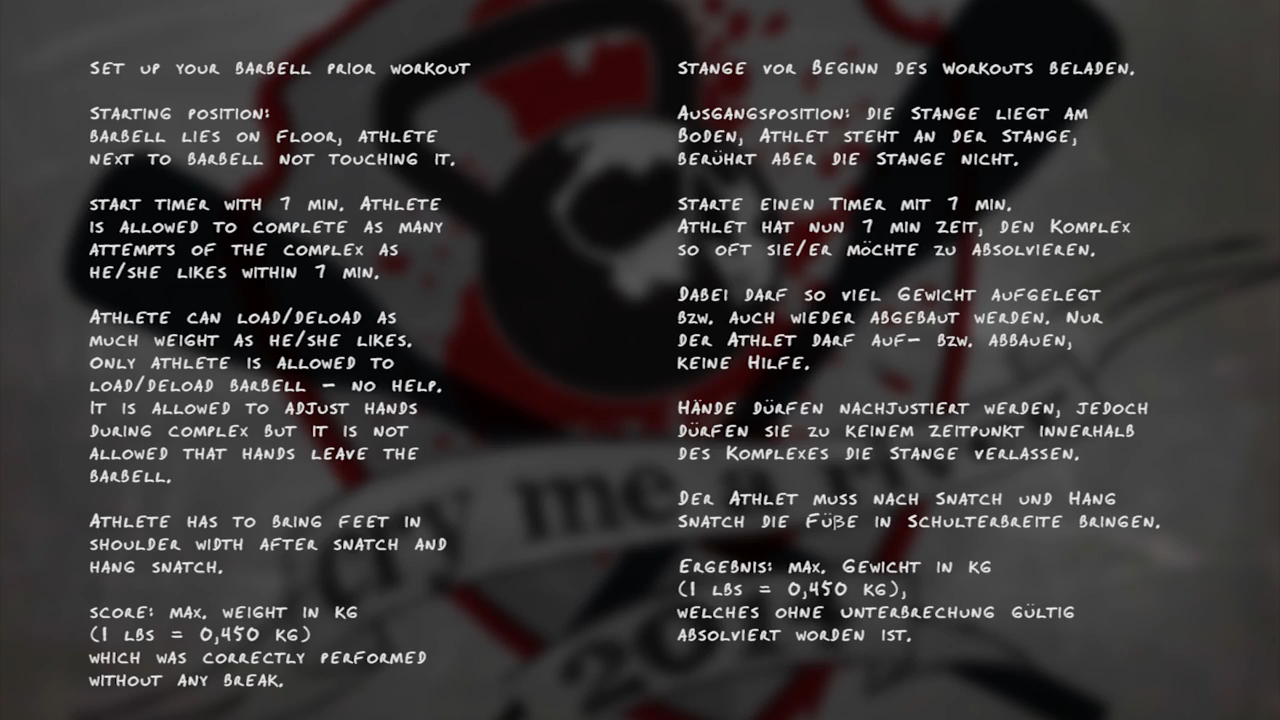 Set up your barbell prior workout
Starting position:
barbell lies on floor, athlete
next to barbell not touching it.
start timer with 7 min. Athlete
is allowed to complete as many
attempts of the complex as
he/she likes within 7 min.
Athlete can load/deload as
much weight as he/she likes.
Only athlete is allowed to
load/deload barbell – no help.
It is allowed to adjust hands
during complex but it is not
allowed that hands leave the
barbell.
Athlete has to bring feet in
shoulder width after snatch and
hang snatch.
score: max. weight in kg
(1 lbs = 0,450 kg)
which was correctly performed
without any break.
Stange vor Beginn des Workouts beladen.
Ausgangsposition: die Stange liegt am
Boden, Athlet steht an der Stange,
berührt aber die Stange nicht.
Starte einen Timer mit 7 min.
Athlet hat nun 7 min Zeit, den Komplex
so oft sie/er möchte zu absolvieren.
Dabei darf so viel Gewicht aufgelegt
bzw. auch wieder abgebaut werden. Nur
der Athlet darf auf- bzw. abbauen,
keine Hilfe.
Hände dürfen nachjustiert werden, jedoch
dürfen sie zu keinem Zeitpunkt innerhalb
des Komplexes die Stange verlassen.
Der Athlet muss nach Snatch und Hang
Snatch die Füße in Schulterbreite bringen.
Ergebnis: max. Gewicht in kg
(1 lbs = 0,450 kg),
welches ohne Unterbrechung gültig
absolviert worden ist.
cry me a river